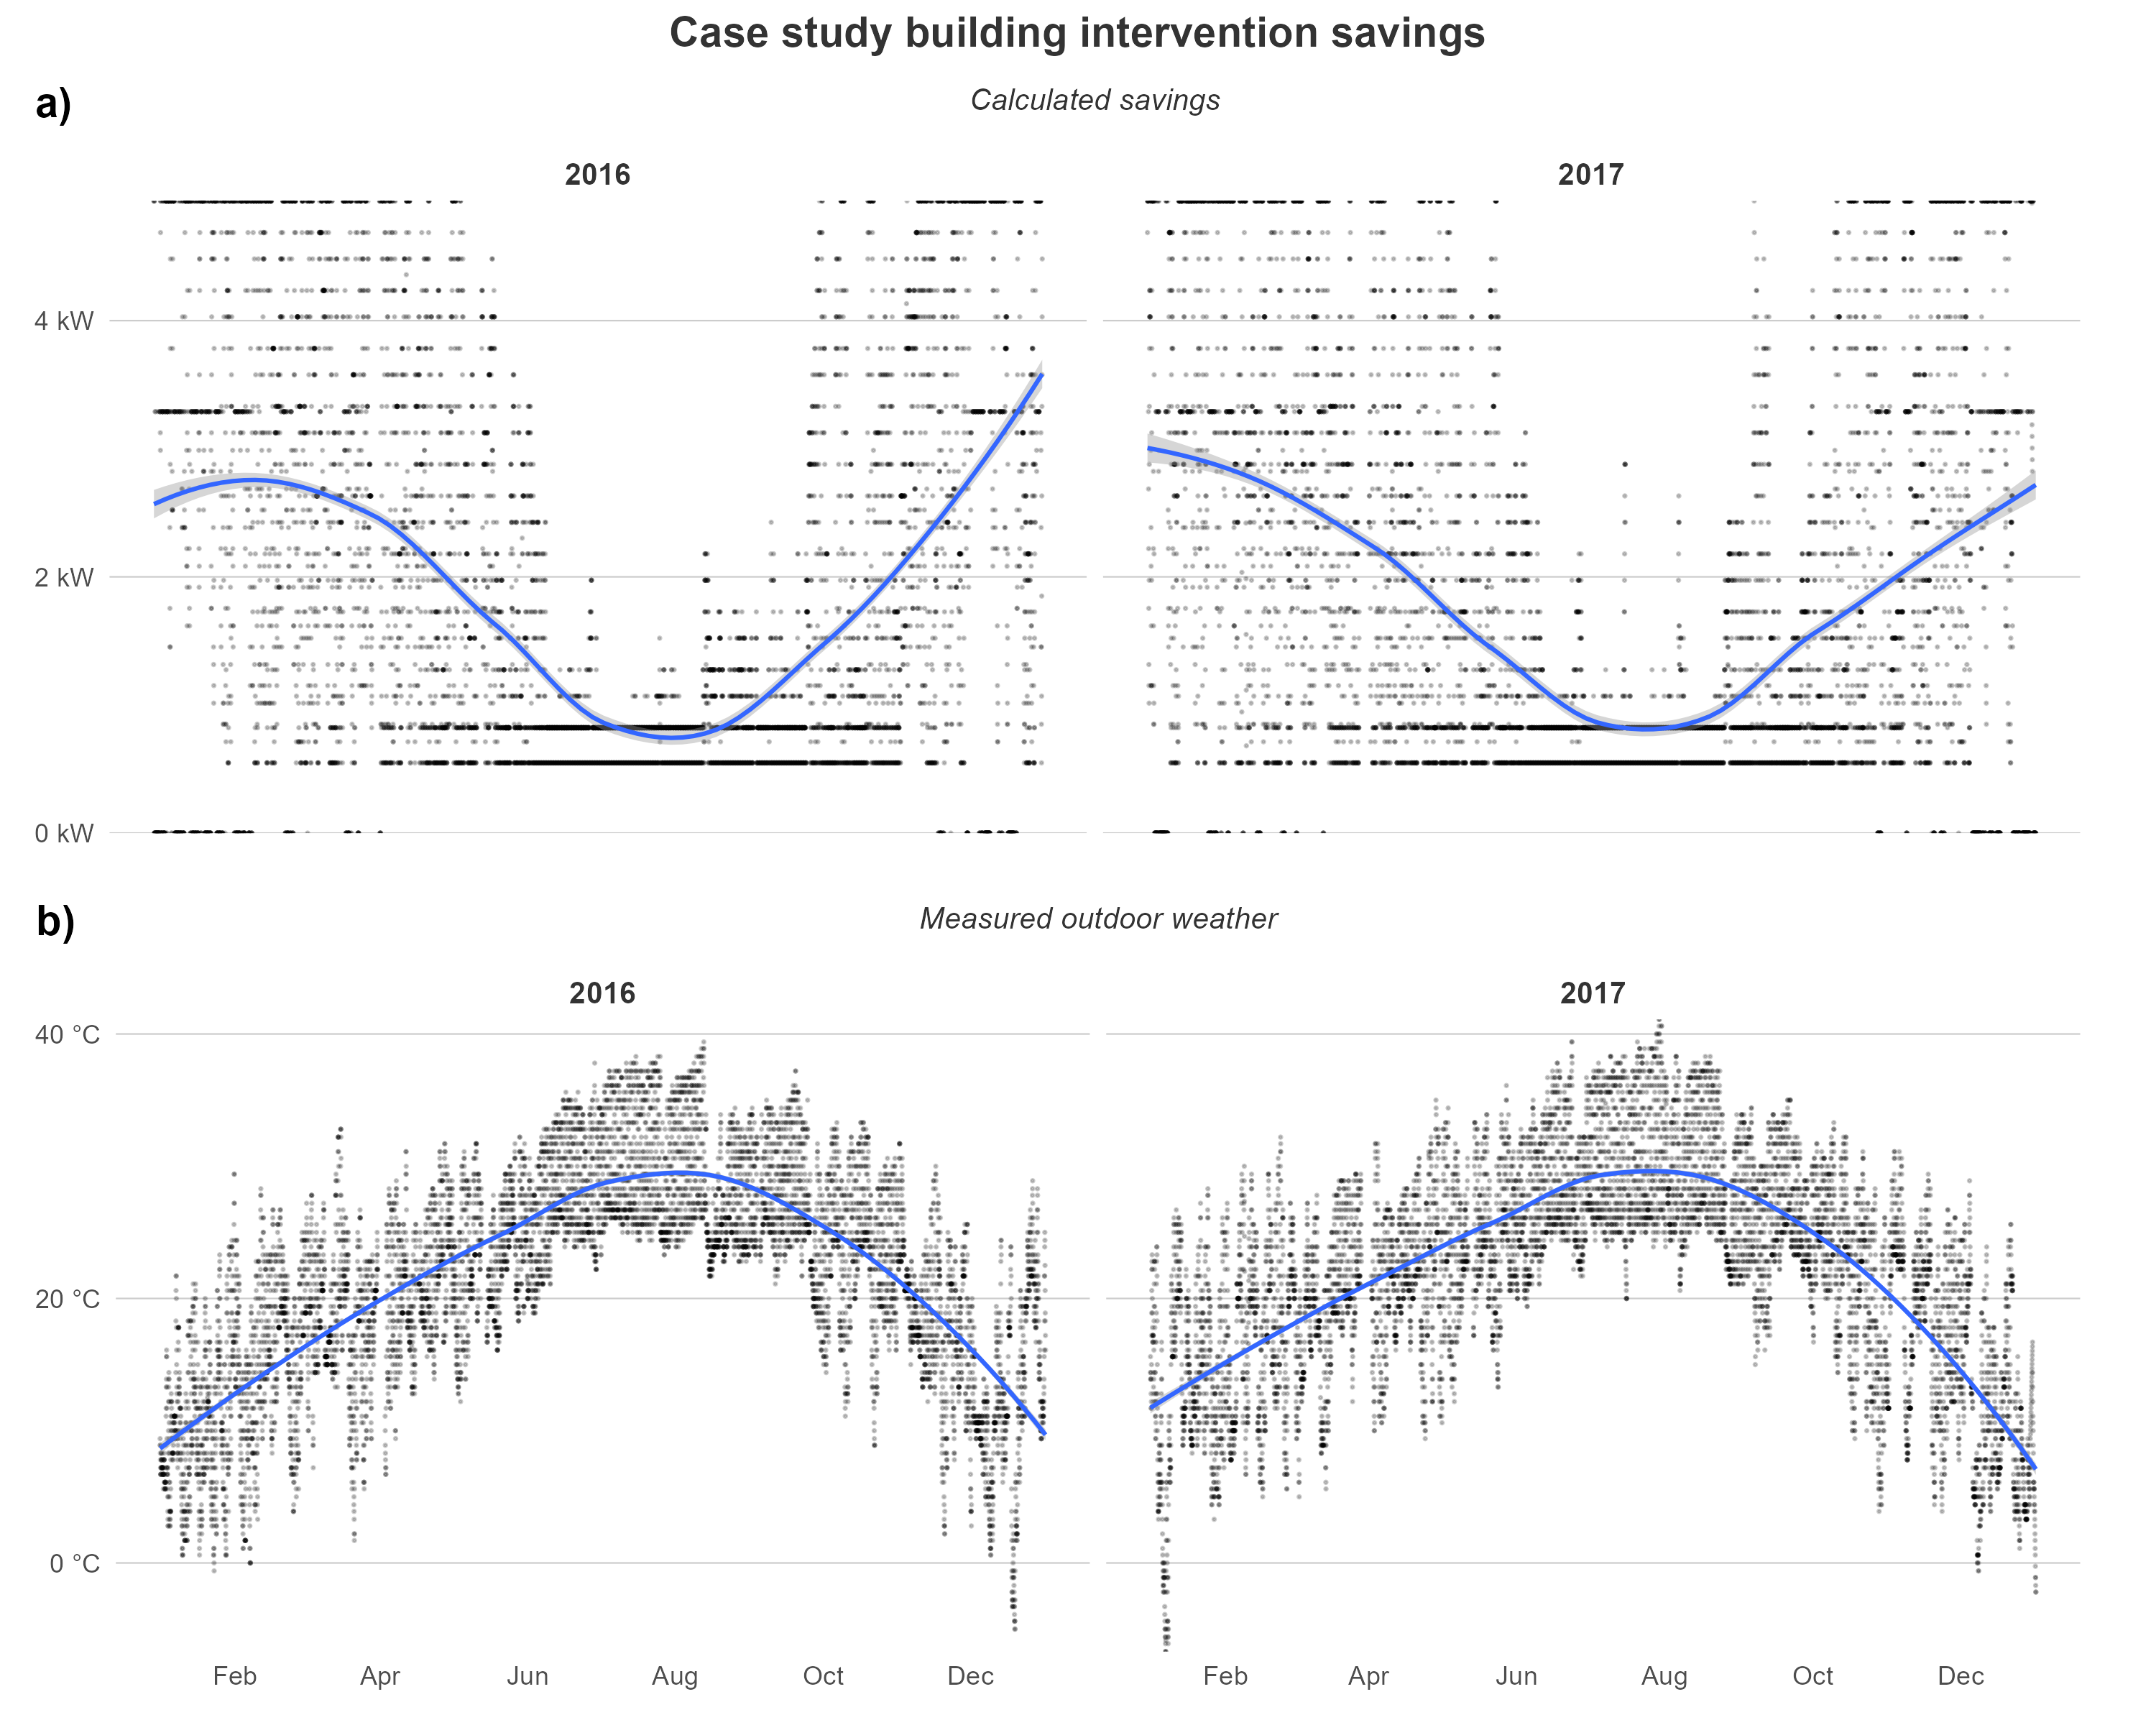 Case study building intervention savings
a)
Calculated savings
2016 2017
4 kW
2 kW
0 kW
b)
Measured outdoor weather
2016 2017
40 °C
20 °C
0 °C
Feb Apr Jun Aug Oct Dec Feb Apr Jun Aug Oct Dec